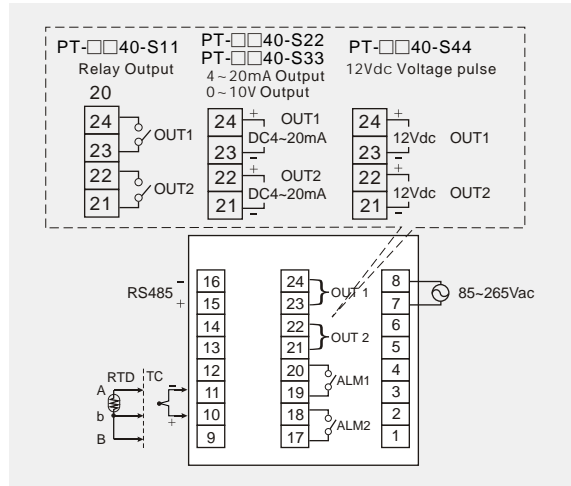 PT-□□40-S11
Relay Output
20
24
23
22
21
OUT1
OUT2
PT-□□40-S22
PT-□□40-S33
4~20mA Output
0~10V Output
24 + OUT1
DC4~20mA
23 -
22 + OUT2
DC4~20mA
21 -
PT-□□40-S44
12Vdc Voltage pulse
24 +
12Vdc OUT1
23 -
22 +
12Vdc OUT2
21 -
RS485 - +
16
15
14
13
12
11
10
9
RTD TC
A
b
B
-
+
24
23
22
21
20
19
18
17
OUT 1
OUT 2
ALM1
ALM2
8
7
6
5
4
3
2
1
85~265Vac